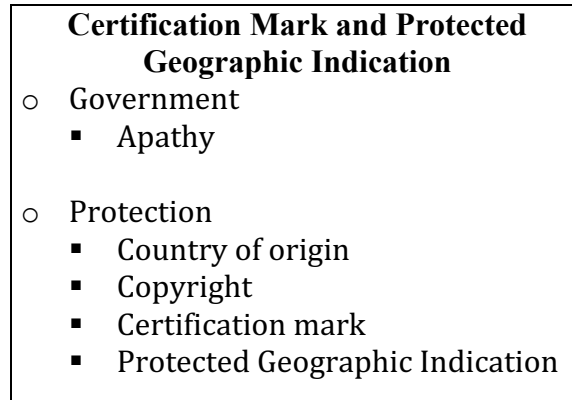 Certification Mark and Protected
Geographic Indication
o Government
▪ Apathy
o Protection
▪ Country of origin
▪ Copyright
▪ Certification mark
▪ Protected Geographic Indication